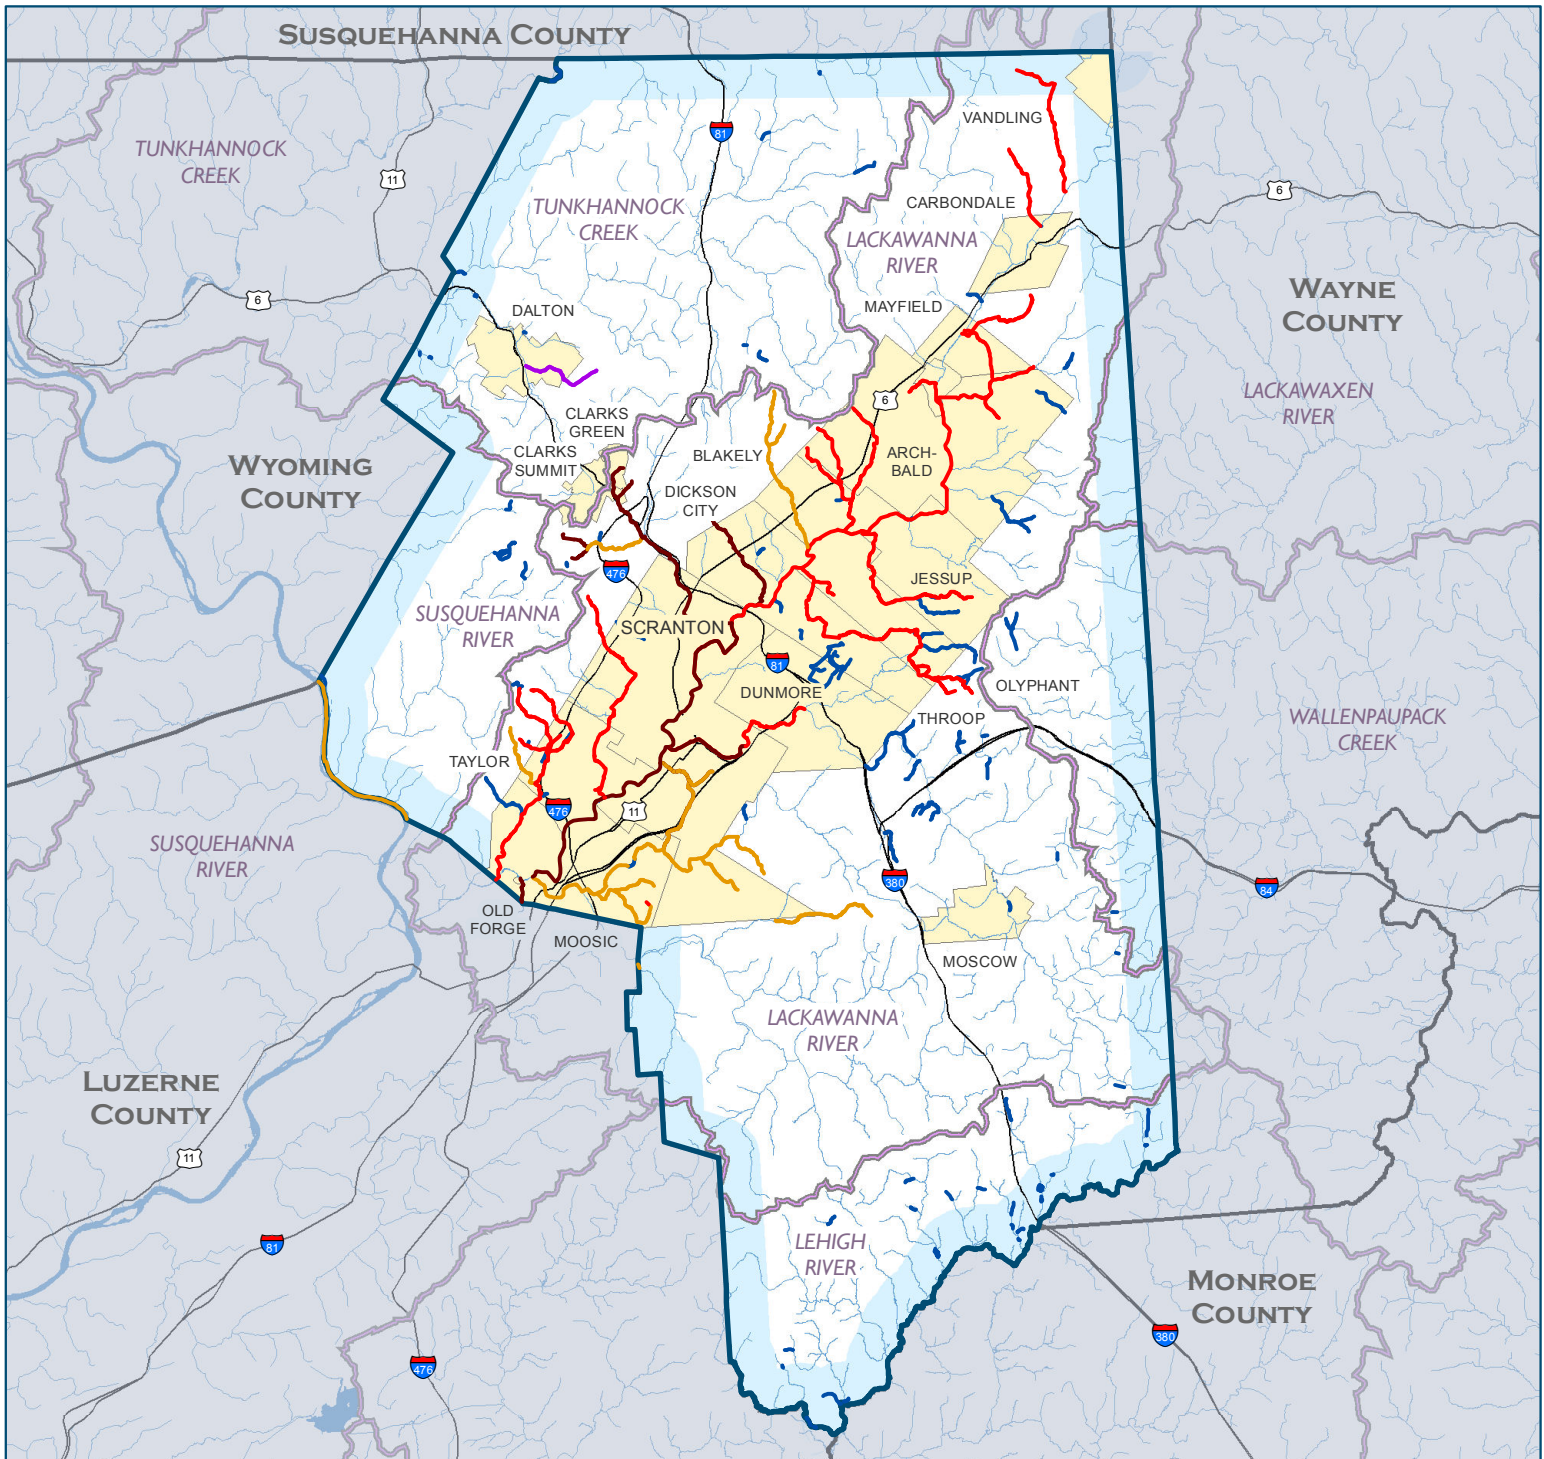 SUSQUEHANNA COUNTY
81
VANDLING
TUNKHANNOCK
CREEK
11
6
CARBONDALE
TUNKHANNOCK
CREEK
LACKAWANNA
RIVER
6
WAYNE
COUNTY
MAYFIELD
DALTON
LACKAWAXEN
RIVER
6
CLARKS
GREEN
CLARKS
SUMMIT
BLAKELY
ARCH-
BALD
WYOMING
COUNTY
DICKSON
CITY
476
JESSUP
SUSQUEHANNA
RIVER
SCRANTON
81
DUNMORE
OLYPHANT
THROOP
WALLENPAUPACK
CREEK
TAYLOR
476
11
SUSQUEHANNA
RIVER
380
84
OLD
FORGE
MOOSIC
MOSCOW
LACKAWANNA
RIVER
LUZERNE
COUNTY
11
81
LEHIGH
RIVER
MONROE
COUNTY
380
476